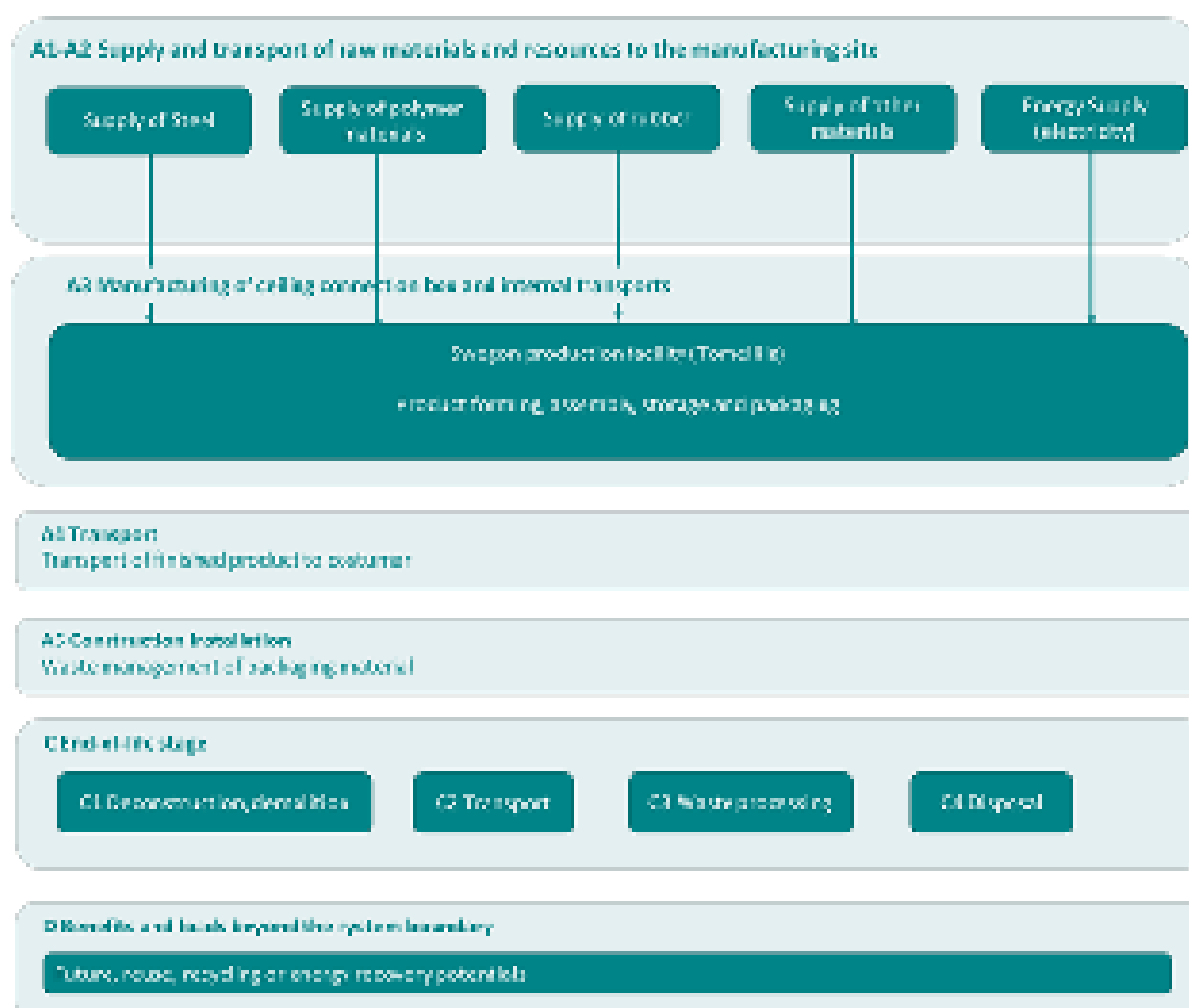 A1-A2 Supply and transport of raw materials and resources to the manufacturing site
Supply of Steel
Supply of polymer
materials
Supply of rubber
Supply of other
materials
Energy Supply
(electricity)
A3 Manufacturing of ceiling connection box and internal transports
Swegon production facility (Tomelilla)
Product forming, assembly, storage and packaging
A4 Transport
Transport of finished product to costumer
A5 Construction installation
Waste management of packaging material
C End-of-life stage
C1 Deconstruction, demolition
C2 Transport
C3 Waste processing
C4 Disposal
D Benefits and loads beyond the system boundary
Future, reuse, recycling or energy recovery potentials